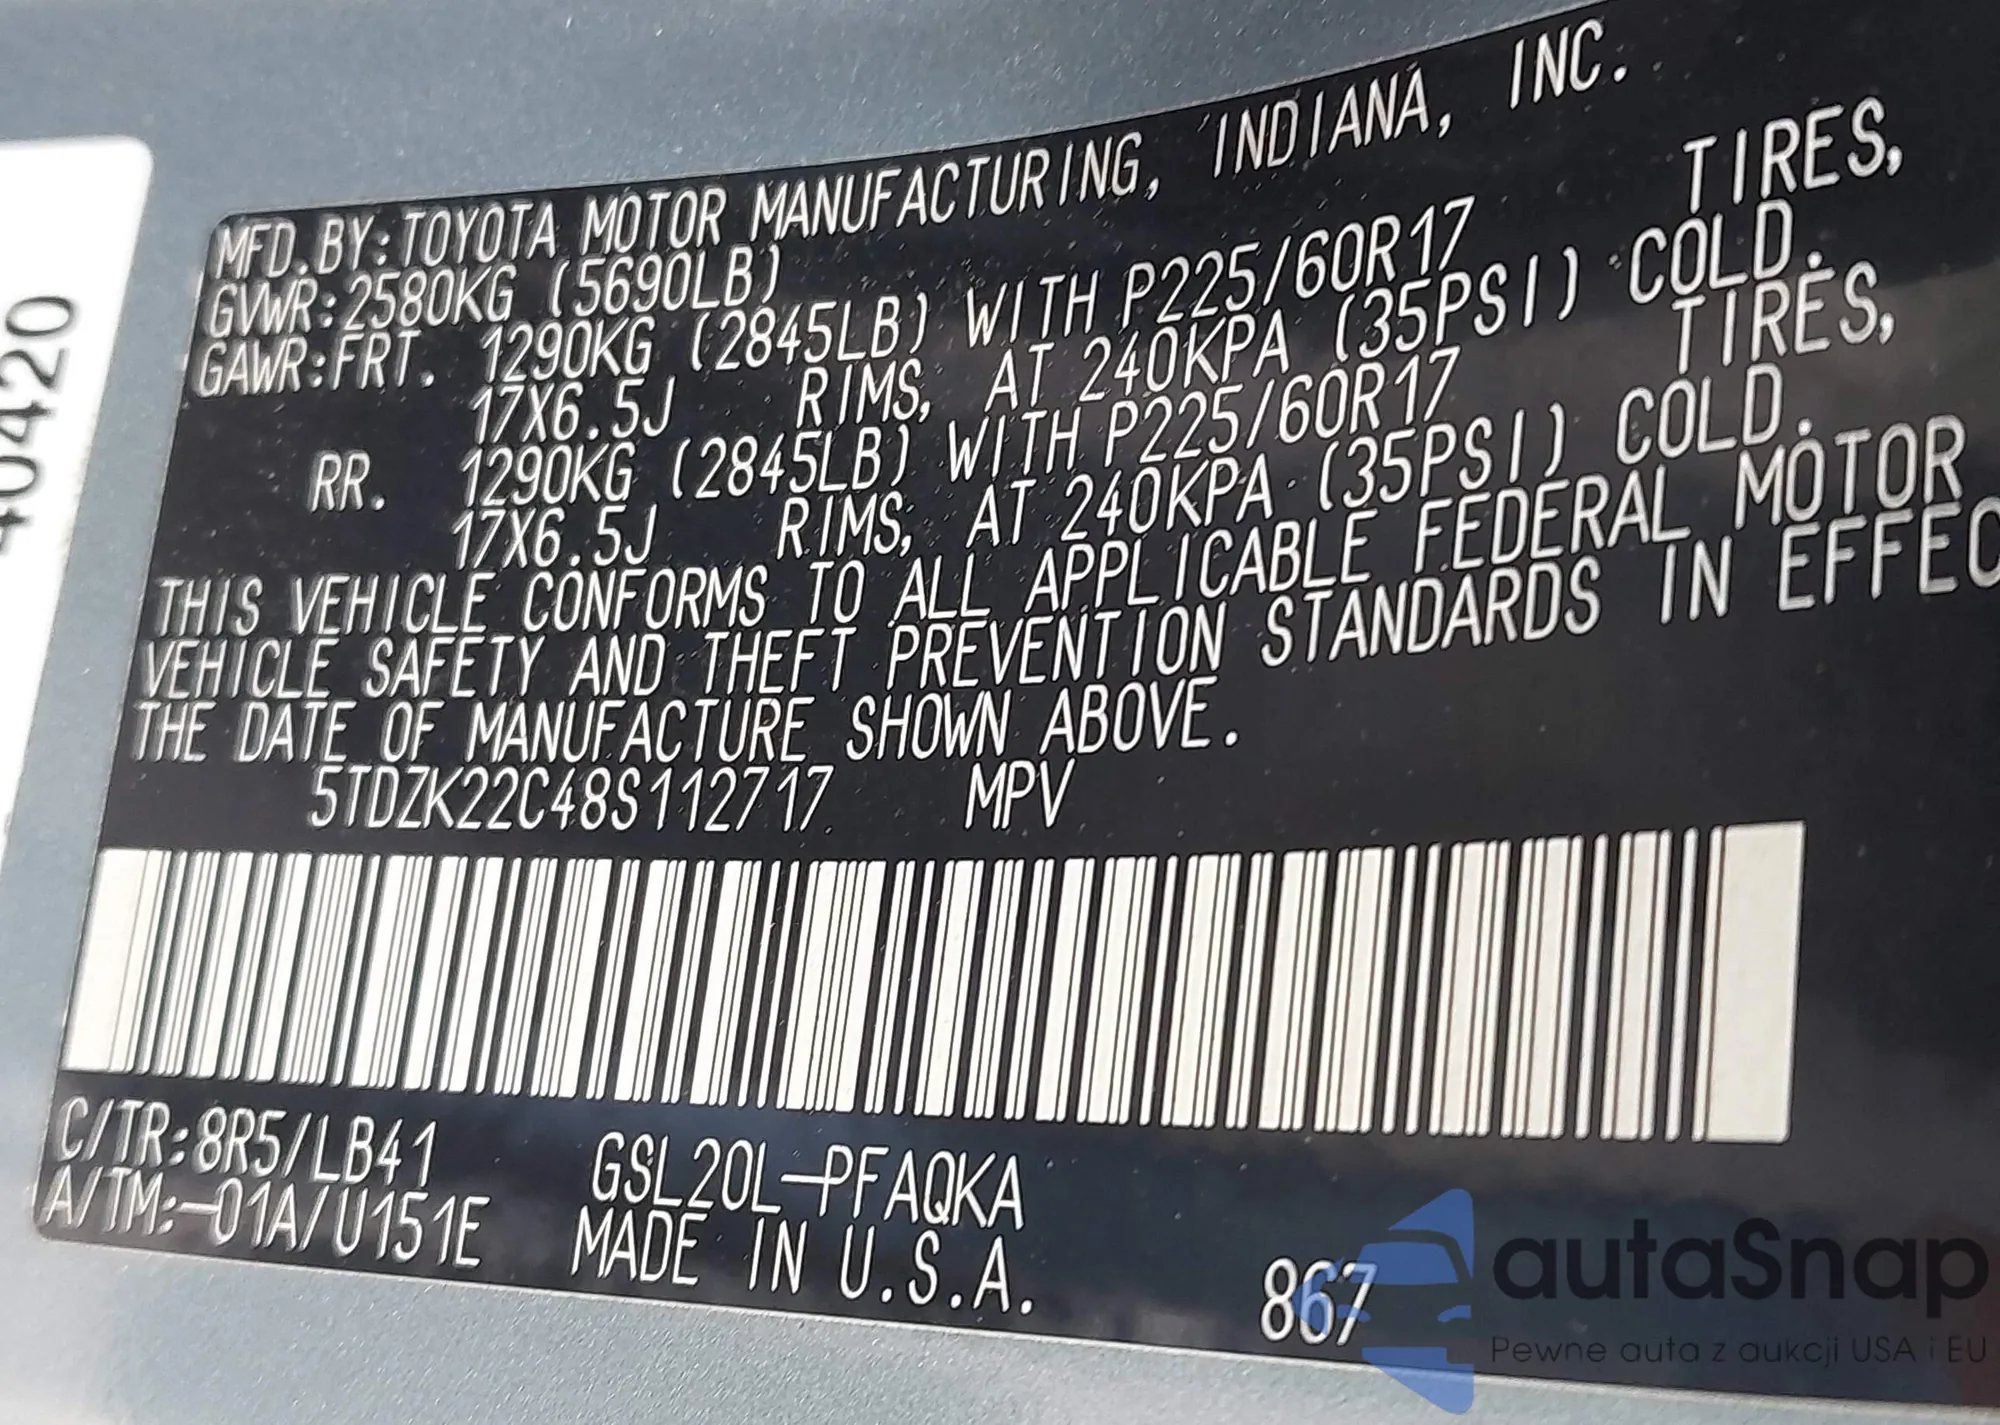 MFD.BY:TOYOTA MOTOR MANUFACTURING, INDIANA, INC.
GVWR:2580KG (5690LB)
GAWR:FRT. 1290KG (2845LB) WITH P225/60R17 TIRES,
17X6.5J RIMS, AT 240KPA (35PSI) COLD.
RR. 1290KG (2845LB) WITH P225/60R17 TIRES,
17X6.5J RIMS, AT 240KPA (35PSI) COLD.
THIS VEHICLE CONFORMS TO ALL APPLICABLE FEDERAL MOTOR
VEHICLE SAFETY AND THEFT PREVENTION STANDARDS IN EFFEC
THE DATE OF MANUFACTURE SHOWN ABOVE.
5TDZK22C48S112717 MPV
C/TR:8R5/LB41 GSL20L-PFAQKA
A/TM:-01A/U151E MADE IN U.S.A.
867
40420
autaSnap
Pewne auta z aukcji USA i EU